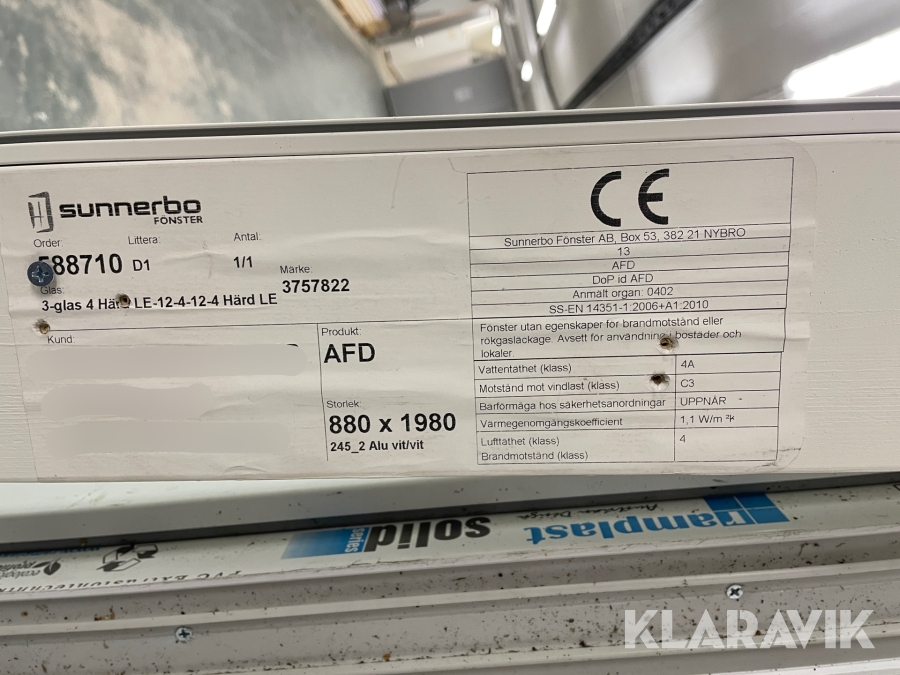 sunnerbo
FÖNSTER
Order: Littera: Antal:
588710 D1 1/1
Märke:
3757822
Glas:
3-glas 4 Härd LE-12-4-12-4 Härd LE
Kund:
Produkt:
AFD
Storlek:
880 x 1980
245_2 Alu vit/vit
CE
Sunnerbo Fönster AB, Box 53, 382 21 NYBRO
13
AFD
DoP id AFD
Anmält organ: 0402
SS-EN 14351-1:2006+A1:2010
Fönster utan egenskaper för brandmotstånd eller
rökgasläckage. Avsett för användning i bostäder och
lokaler.
Vattentäthet (klass) 4A
Motstånd mot vindlast (klass) C3
Bärförmåga hos säkerhetsanordningar UPPNÅR
Värmegenomgångskoefficient 1,1 W/m ²k
Lufttäthet (klass) 4
Brandmotstånd (klass)
ramplast
solid
series
KLARAVIK